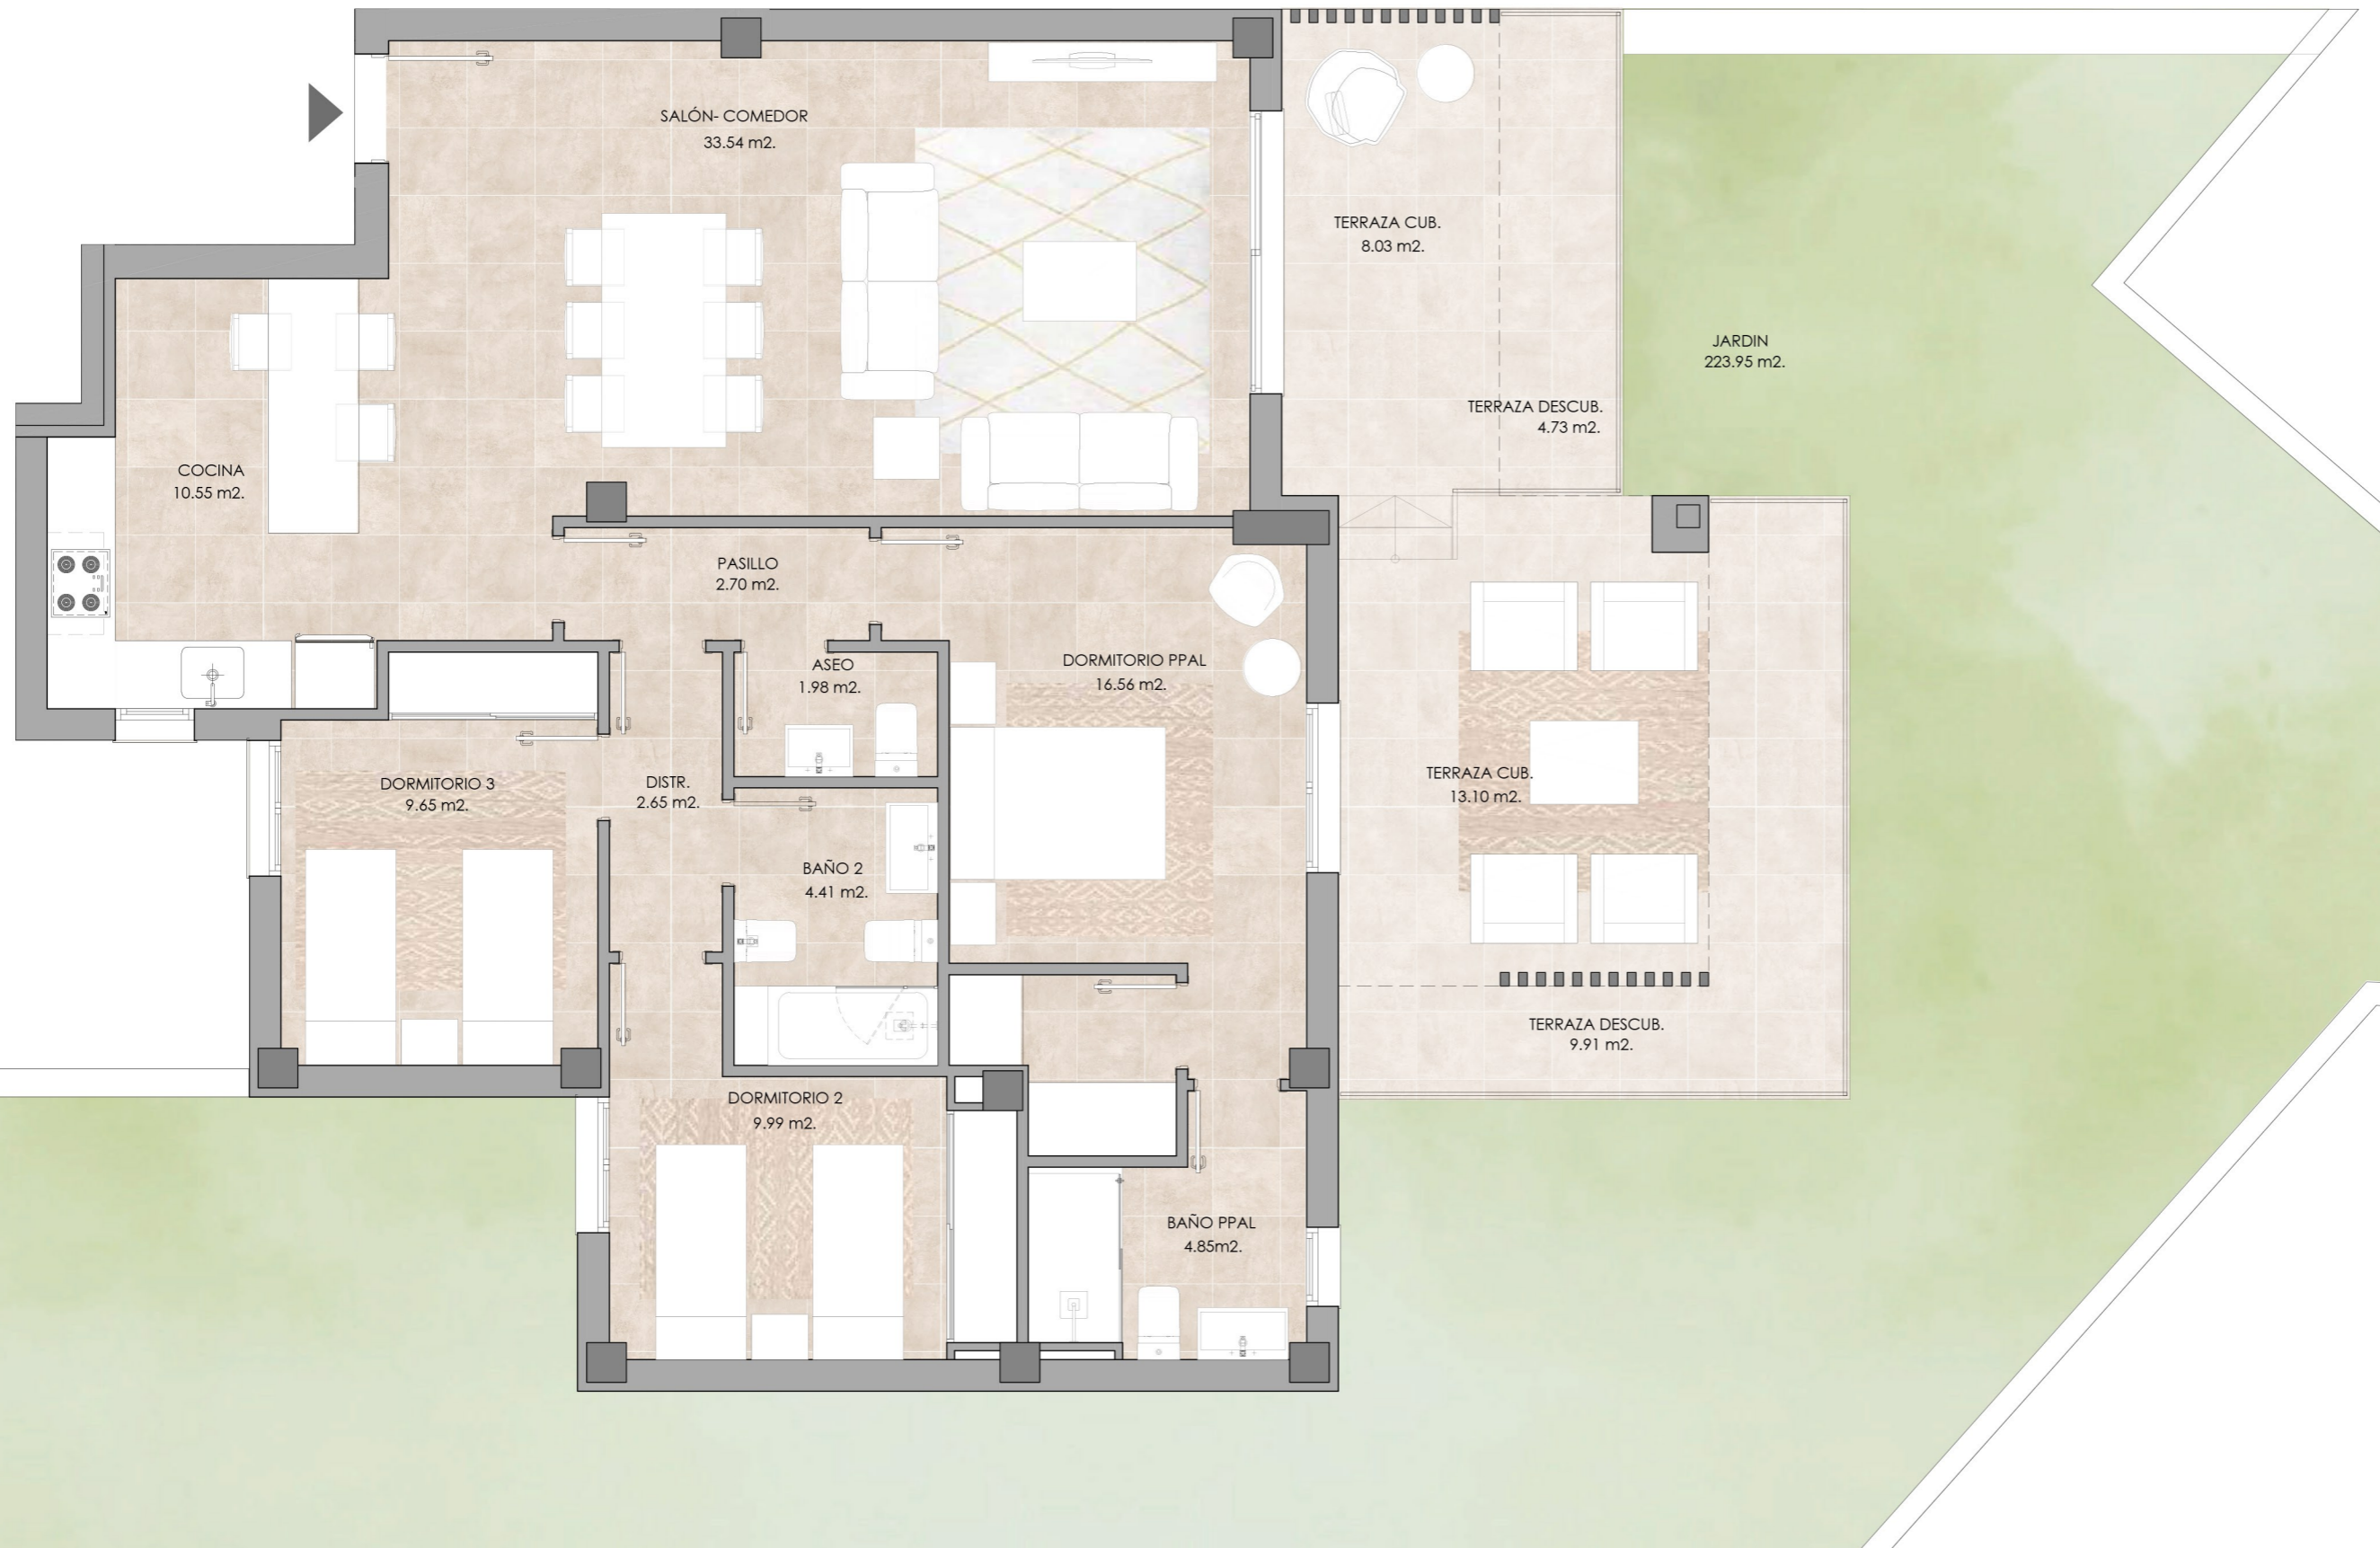 SALÓN- COMEDOR
33.54 m2.
TERRAZA CUB.
8.03 m2.
JARDIN
223.95 m2.
TERRAZA DESCUB.
4.73 m2.
COCINA
10.55 m2.
PASILLO
2.70 m2.
ASEO
1.98 m2.
DORMITORIO PPAL
16.56 m2.
DORMITORIO 3
9.65 m2.
DISTR.
2.65 m2.
TERRAZA CUB.
13.10 m2.
BAÑO 2
4.41 m2.
TERRAZA DESCUB.
9.91 m2.
DORMITORIO 2
9.99 m2.
BAÑO PPAL
4.85m2.